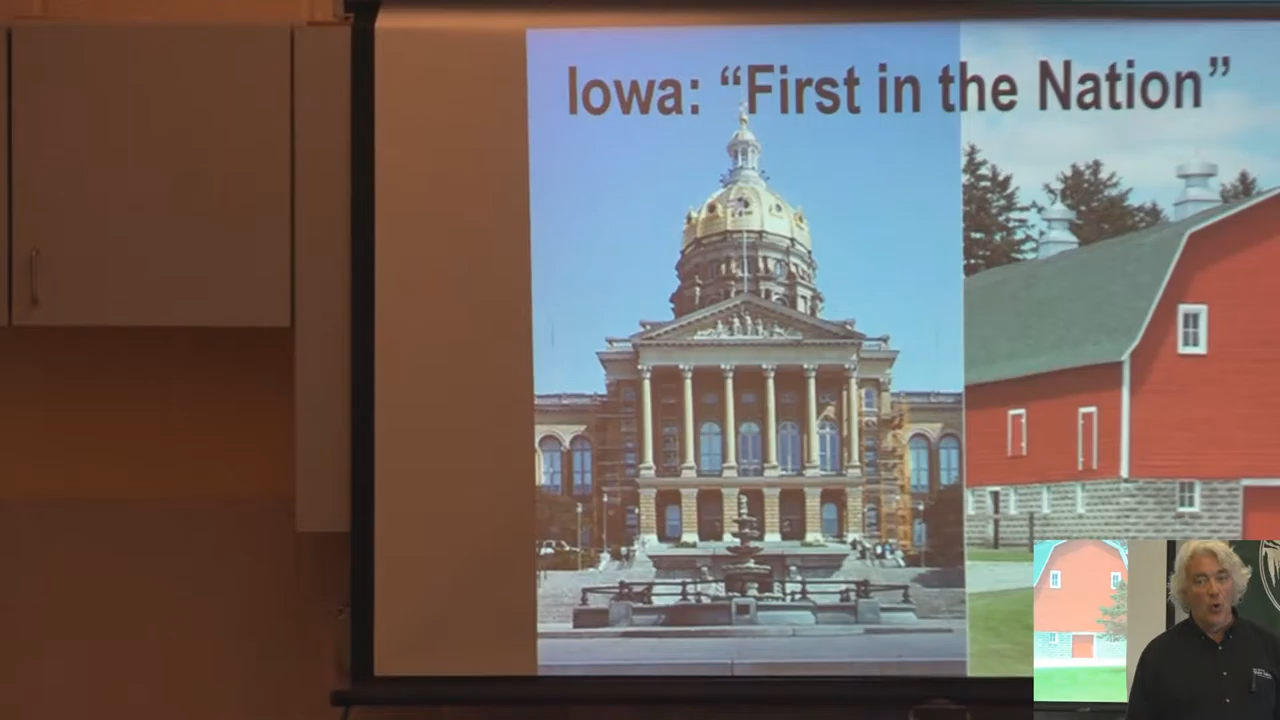 Iowa: “First in the Nation”